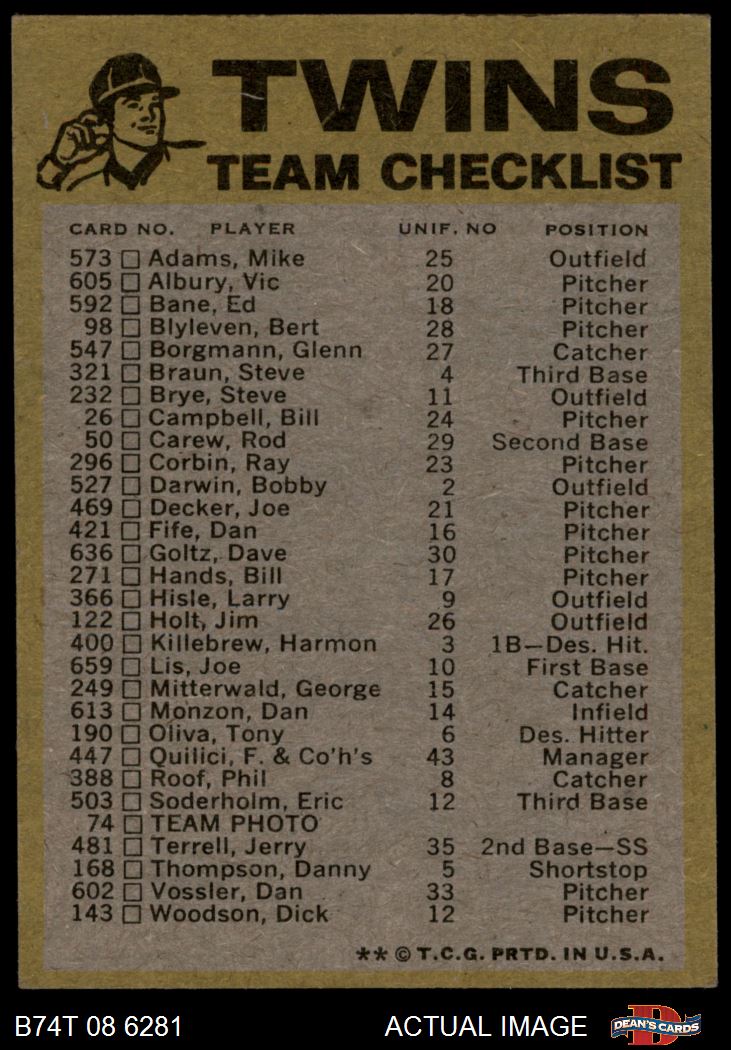 TWINS
TEAM CHECKLIST
CARD NO. PLAYER UNIF. NO POSITION
573 Adams, Mike 25 Outfield
605 Albury, Vic 20 Pitcher
592 Bane, Ed 18 Pitcher
98 Blyleven, Bert 28 Pitcher
547 Borgmann, Glenn 27 Catcher
321 Braun, Steve 4 Third Base
232 Brye, Steve 11 Outfield
26 Campbell, Bill 24 Pitcher
50 Carew, Rod 29 Second Base
296 Corbin, Ray 23 Pitcher
527 Darwin, Bobby 2 Outfield
469 Decker, Joe 21 Pitcher
421 Fife, Dan 16 Pitcher
636 Goltz, Dave 30 Pitcher
271 Hands, Bill 17 Pitcher
366 Hisle, Larry 9 Outfield
122 Holt, Jim 26 Outfield
400 Killebrew, Harmon 3 1B—Des. Hit.
659 Lis, Joe 10 First Base
249 Mitterwald, George 15 Catcher
613 Monzon, Dan 14 Infield
190 Oliva, Tony 6 Des. Hitter
447 Quilici, F. & Co'h's 43 Manager
388 Roof, Phil 8 Catcher
503 Soderholm, Eric 12 Third Base
74 TEAM PHOTO
481 Terrell, Jerry 35 2nd Base—SS
168 Thompson, Danny 5 Shortstop
602 Vossler, Dan 33 Pitcher
143 Woodson, Dick 12 Pitcher
** © T.C.G. PRTD. IN U.S.A.
B74T 08 6281 ACTUAL IMAGE DEAN'S CARDS